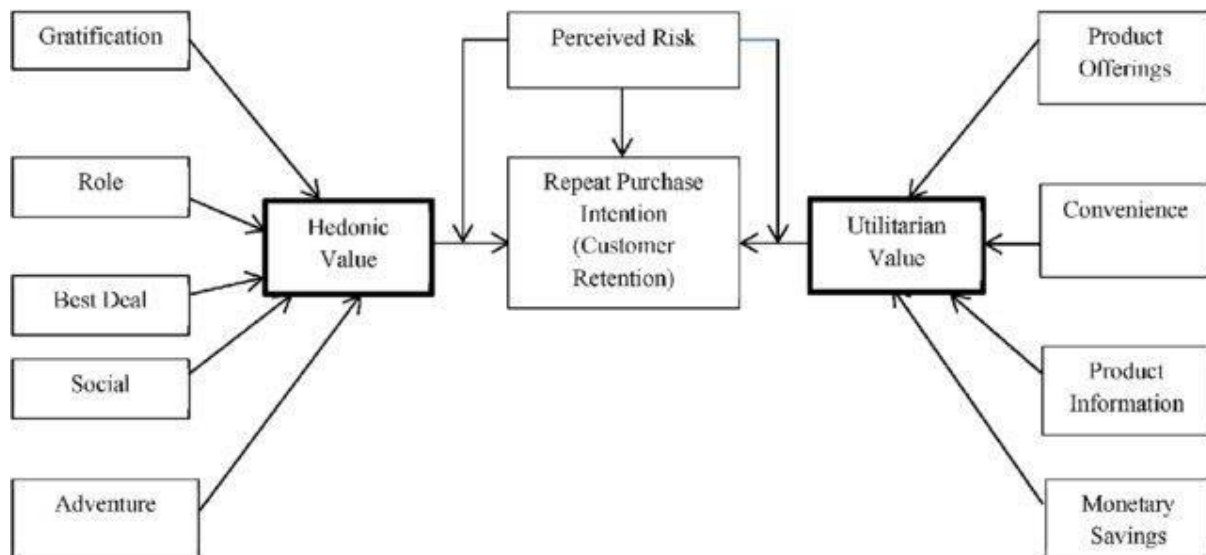 Gratification
Role
Best Deal
Social
Adventure
Hedonic
Value
Perceived Risk
Repeat Purchase
Intention
(Customer
Retention)
Utilitarian
Value
Product
Offerings
Convenience
Product
Information
Monetary
Savings